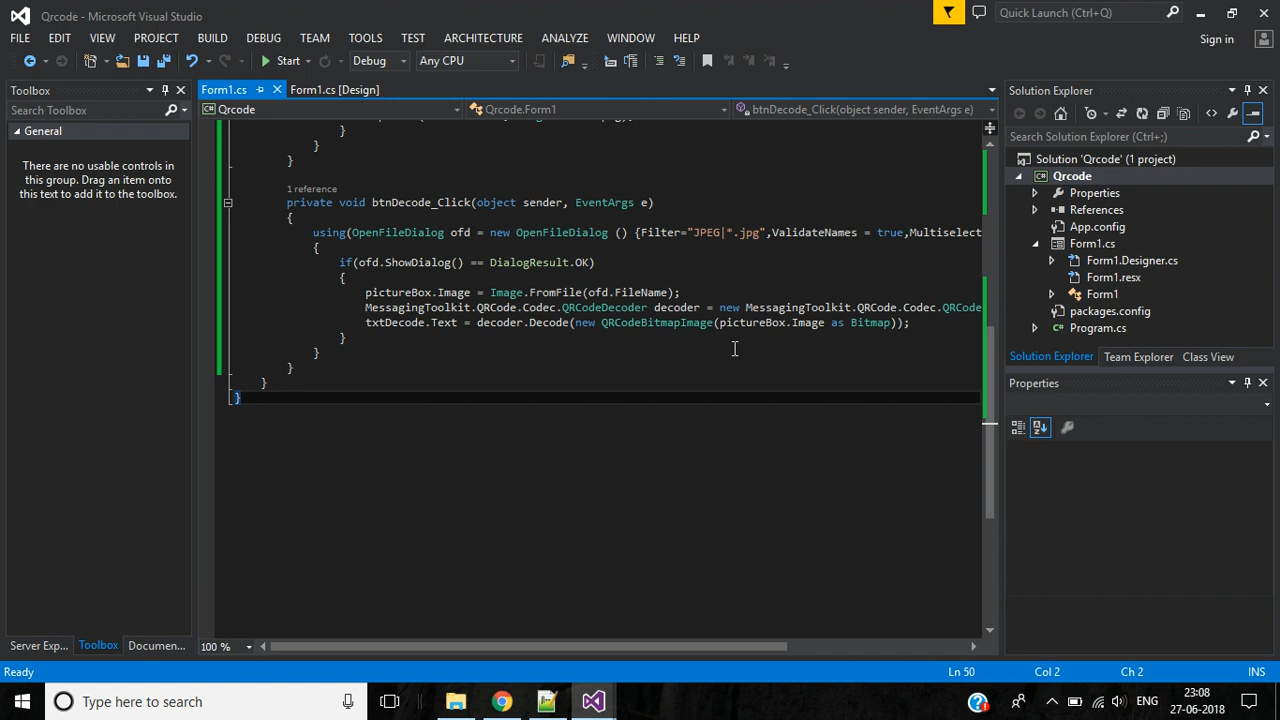 Qrcode - Microsoft Visual Studio
Quick Launch (Ctrl+Q)
FILE EDIT VIEW PROJECT BUILD DEBUG TEAM TOOLS TEST ARCHITECTURE ANALYZE WINDOW HELP
Sign in
Start Debug Any CPU
Toolbox
Search Toolbox
General
There are no usable controls in
this group. Drag an item onto
this text to add it to the toolbox.
Form1.cs Form1.cs [Design]
Qrcode Qrcode.Form1 btnDecode_Click(object sender, EventArgs e)
}
}
}
1 reference
private void btnDecode_Click(object sender, EventArgs e)
{
using(OpenFileDialog ofd = new OpenFileDialog () {Filter="JPEG|*.jpg",ValidateNames = true,Multiselect
{
if(ofd.ShowDialog() == DialogResult.OK)
{
pictureBox.Image = Image.FromFile(ofd.FileName);
MessagingToolkit.QRCode.Codec.QRCodeDecoder decoder = new MessagingToolkit.QRCode.Codec.QRCode
txtDecode.Text = decoder.Decode(new QRCodeBitmapImage(pictureBox.Image as Bitmap));
}
}
}
}
}
100 %
Solution Explorer
Search Solution Explorer (Ctrl+;)
Solution 'Qrcode' (1 project)
Qrcode
Properties
References
App.config
Form1.cs
Form1.Designer.cs
Form1.resx
Form1
packages.config
Program.cs
Solution Explorer Team Explorer Class View
Properties
Server Exp... Toolbox Documen...
Ready Ln 50 Col 2 Ch 2 INS
Type here to search
ENG
23:08
27-06-2018